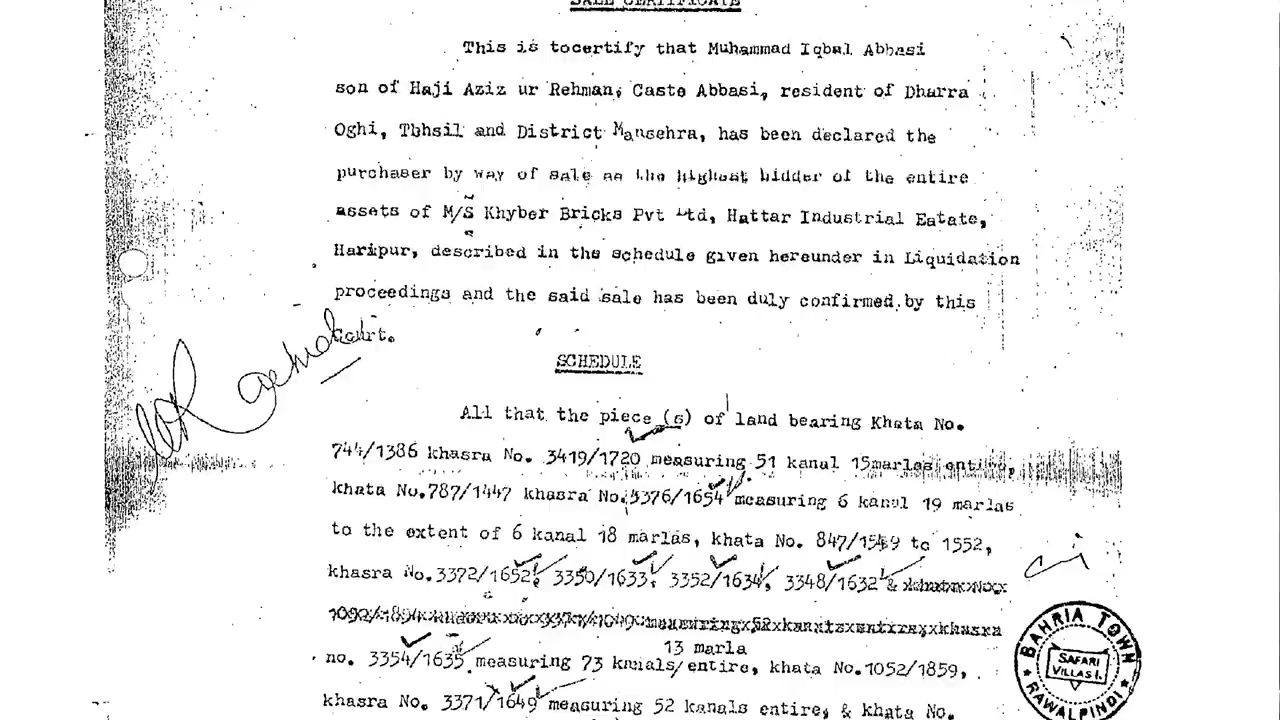 SALE CERTIFICATE
This is tocertify that Muhammad Iqbal Abbasi
son of Haji Aziz ur Rehman, Caste Abbasi, resident of Dharra
Oghi, Tbhsil and District Mansehra, has been declared the
purchaser by way of sale as the highest bidder of the entire
assets of M/S Khyber Bricks Pvt Ltd, Hattar Industrial Eatate,
Haripur, described in the schedule given hereunder in Liquidation
proceedings and the said sale has been duly confirmed by this
Court.
SCHEDULE
All that the piece (s) of land bearing Khata No.
744/1386 khasra No. 3419/1720 measuring 51 kanal 15marlas entire,
khata No.787/1447 khasra No.3376/1654 measuring 6 kanal 19 marlas
to the extent of 6 kanal 18 marlas, khata No. 847/1549 to 1552,
khasra No.3372/1652, 3350/1633, 3352/1634, 3348/1632 &
13 marla
no. 3354/1635 measuring 73 kanals/entire, khata No.1052/1859,
khasra No. 3371/1649 measuring 52 kanals entire, & khata No.
BAHRIA TOWN
SAFARI
VILLAS I.
RAWALPINDI